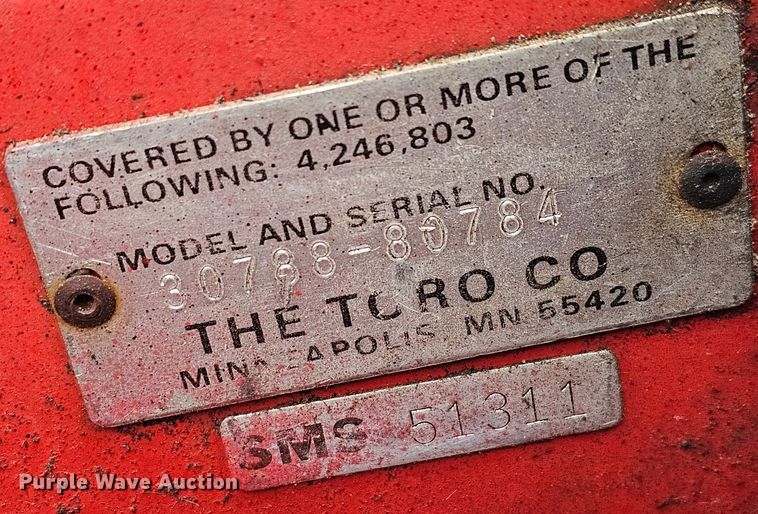 COVERED BY ONE OR MORE OF THE
FOLLOWING: 4,246,803
MODEL AND SERIAL NO.
30788-80784
THE TORO CO
MINNEAPOLIS, MN 55420
SMS 51311
Purple Wave Auction